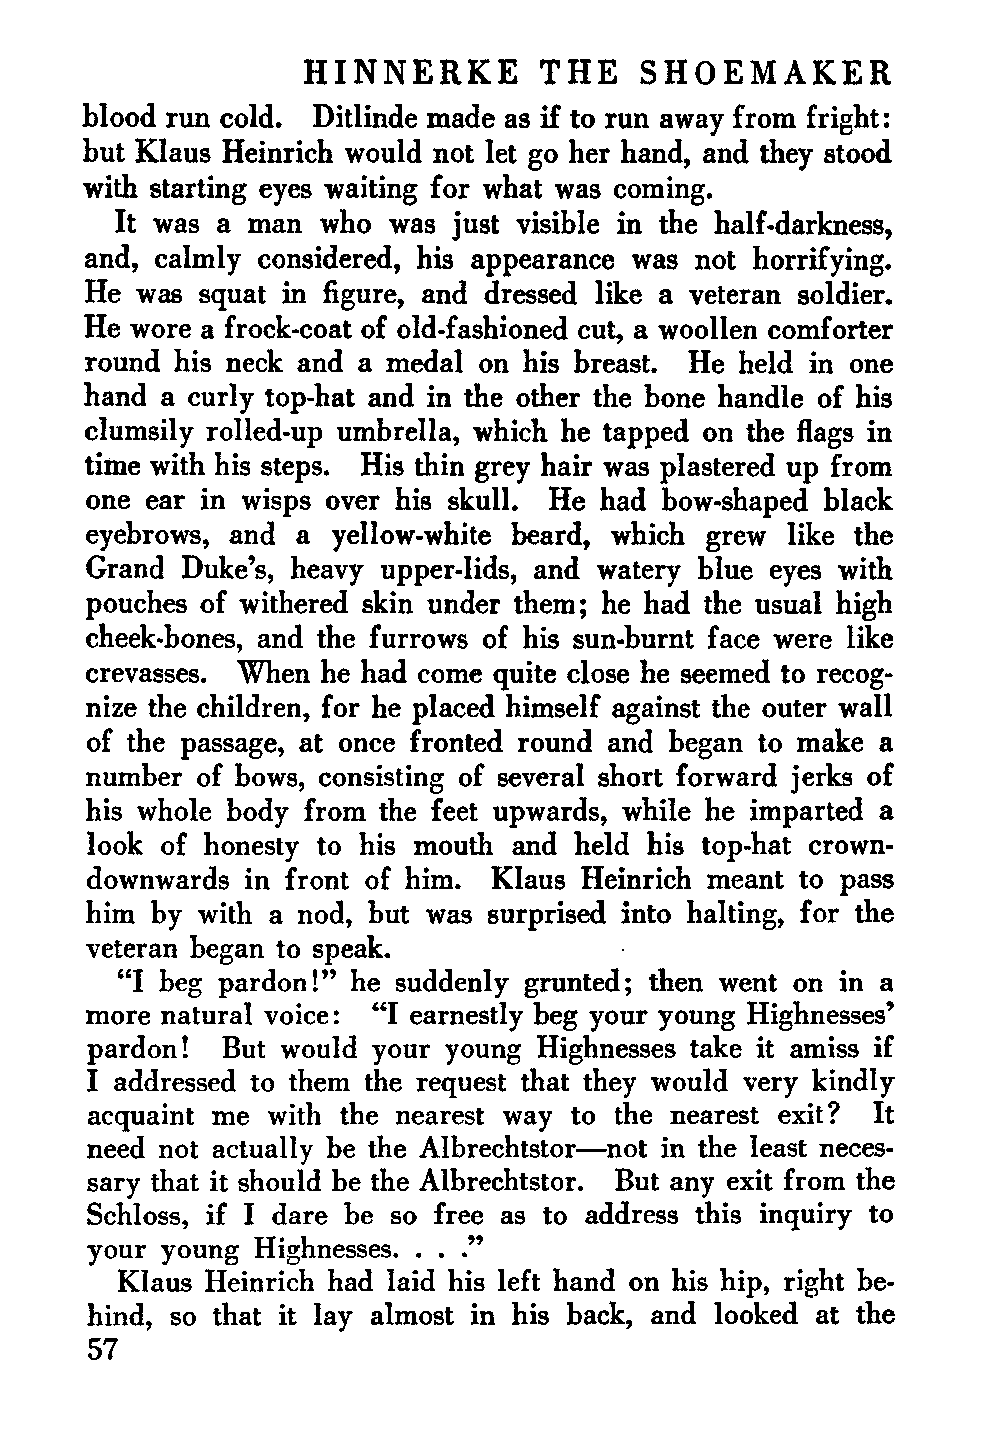 HINNERKE THE SHOEMAKER
blood run cold. Ditlinde made as if to run away from fright:
but Klaus Heinrich would not let go her hand, and they stood
with starting eyes waiting for what was coming.
It was a man who was just visible in the half-darkness,
and, calmly considered, his appearance was not horrifying.
He was squat in figure, and dressed like a veteran soldier.
He wore a frock-coat of old-fashioned cut, a woollen comforter
round his neck and a medal on his breast. He held in one
hand a curly top-hat and in the other the bone handle of his
clumsily rolled-up umbrella, which he tapped on the flags in
time with his steps. His thin grey hair was plastered up from
one ear in wisps over his skull. He had bow-shaped black
eyebrows, and a yellow-white beard, which grew like the
Grand Duke's, heavy upper-lids, and watery blue eyes with
pouches of withered skin under them; he had the usual high
cheek-bones, and the furrows of his sun-burnt face were like
crevasses. When he had come quite close he seemed to recog-
nize the children, for he placed himself against the outer wall
of the passage, at once fronted round and began to make a
number of bows, consisting of several short forward jerks of
his whole body from the feet upwards, while he imparted a
look of honesty to his mouth and held his top-hat crown-
downwards in front of him. Klaus Heinrich meant to pass
him by with a nod, but was surprised into halting, for the
veteran began to speak.
"I beg pardon!" he suddenly grunted; then went on in a
more natural voice: "I earnestly beg your young Highnesses'
pardon! But would your young Highnesses take it amiss if
I addressed to them the request that they would very kindly
acquaint me with the nearest way to the nearest exit? It
need not actually be the Albrechtstor—not in the least neces-
sary that it should be the Albrechtstor. But any exit from the
Schloss, if I dare be so free as to address this inquiry to
your young Highnesses. . . ."
Klaus Heinrich had laid his left hand on his hip, right be-
hind, so that it lay almost in his back, and looked at the
57